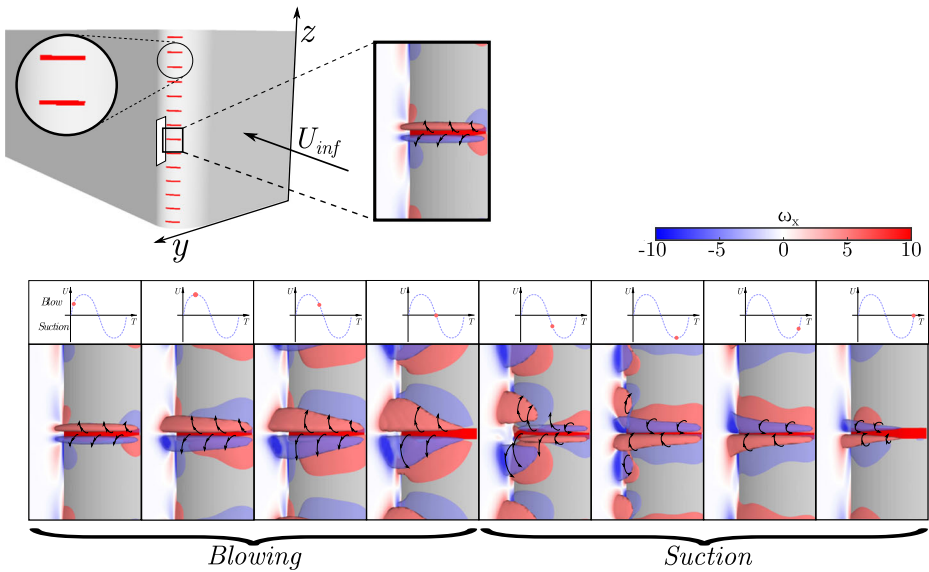 z
U_inf
y
ω_x
-10 -5 0 5 10
Blow
Suction
U T
U T
U T
U T
U T
U T
U T
U T
Blowing Suction